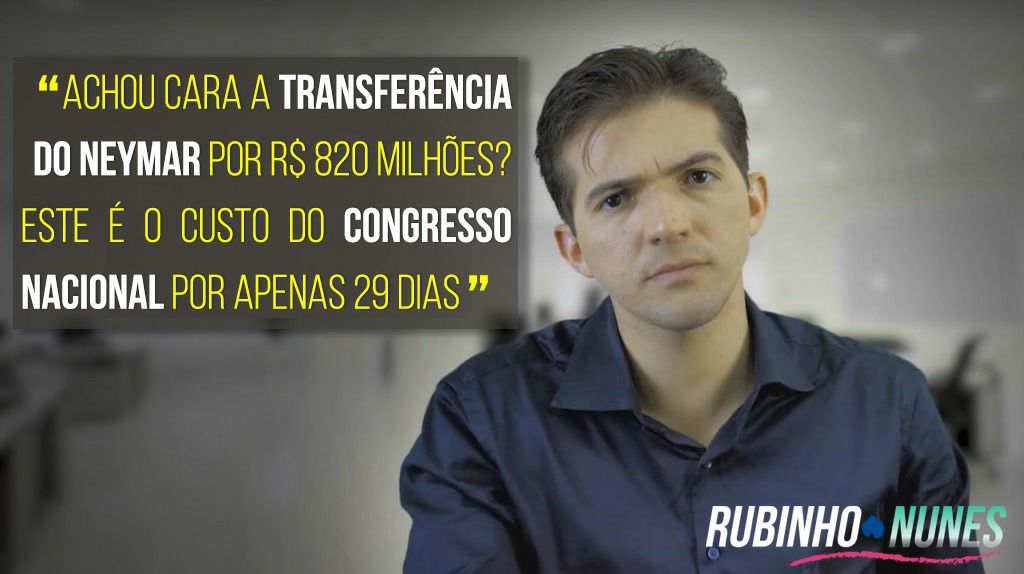 “ACHOU CARA A TRANSFERÊNCIA
DO NEYMAR POR R$ 820 MILHÕES?
ESTE É O CUSTO DO CONGRESSO
NACIONAL POR APENAS 29 DIAS”
RUBINHO NUNES